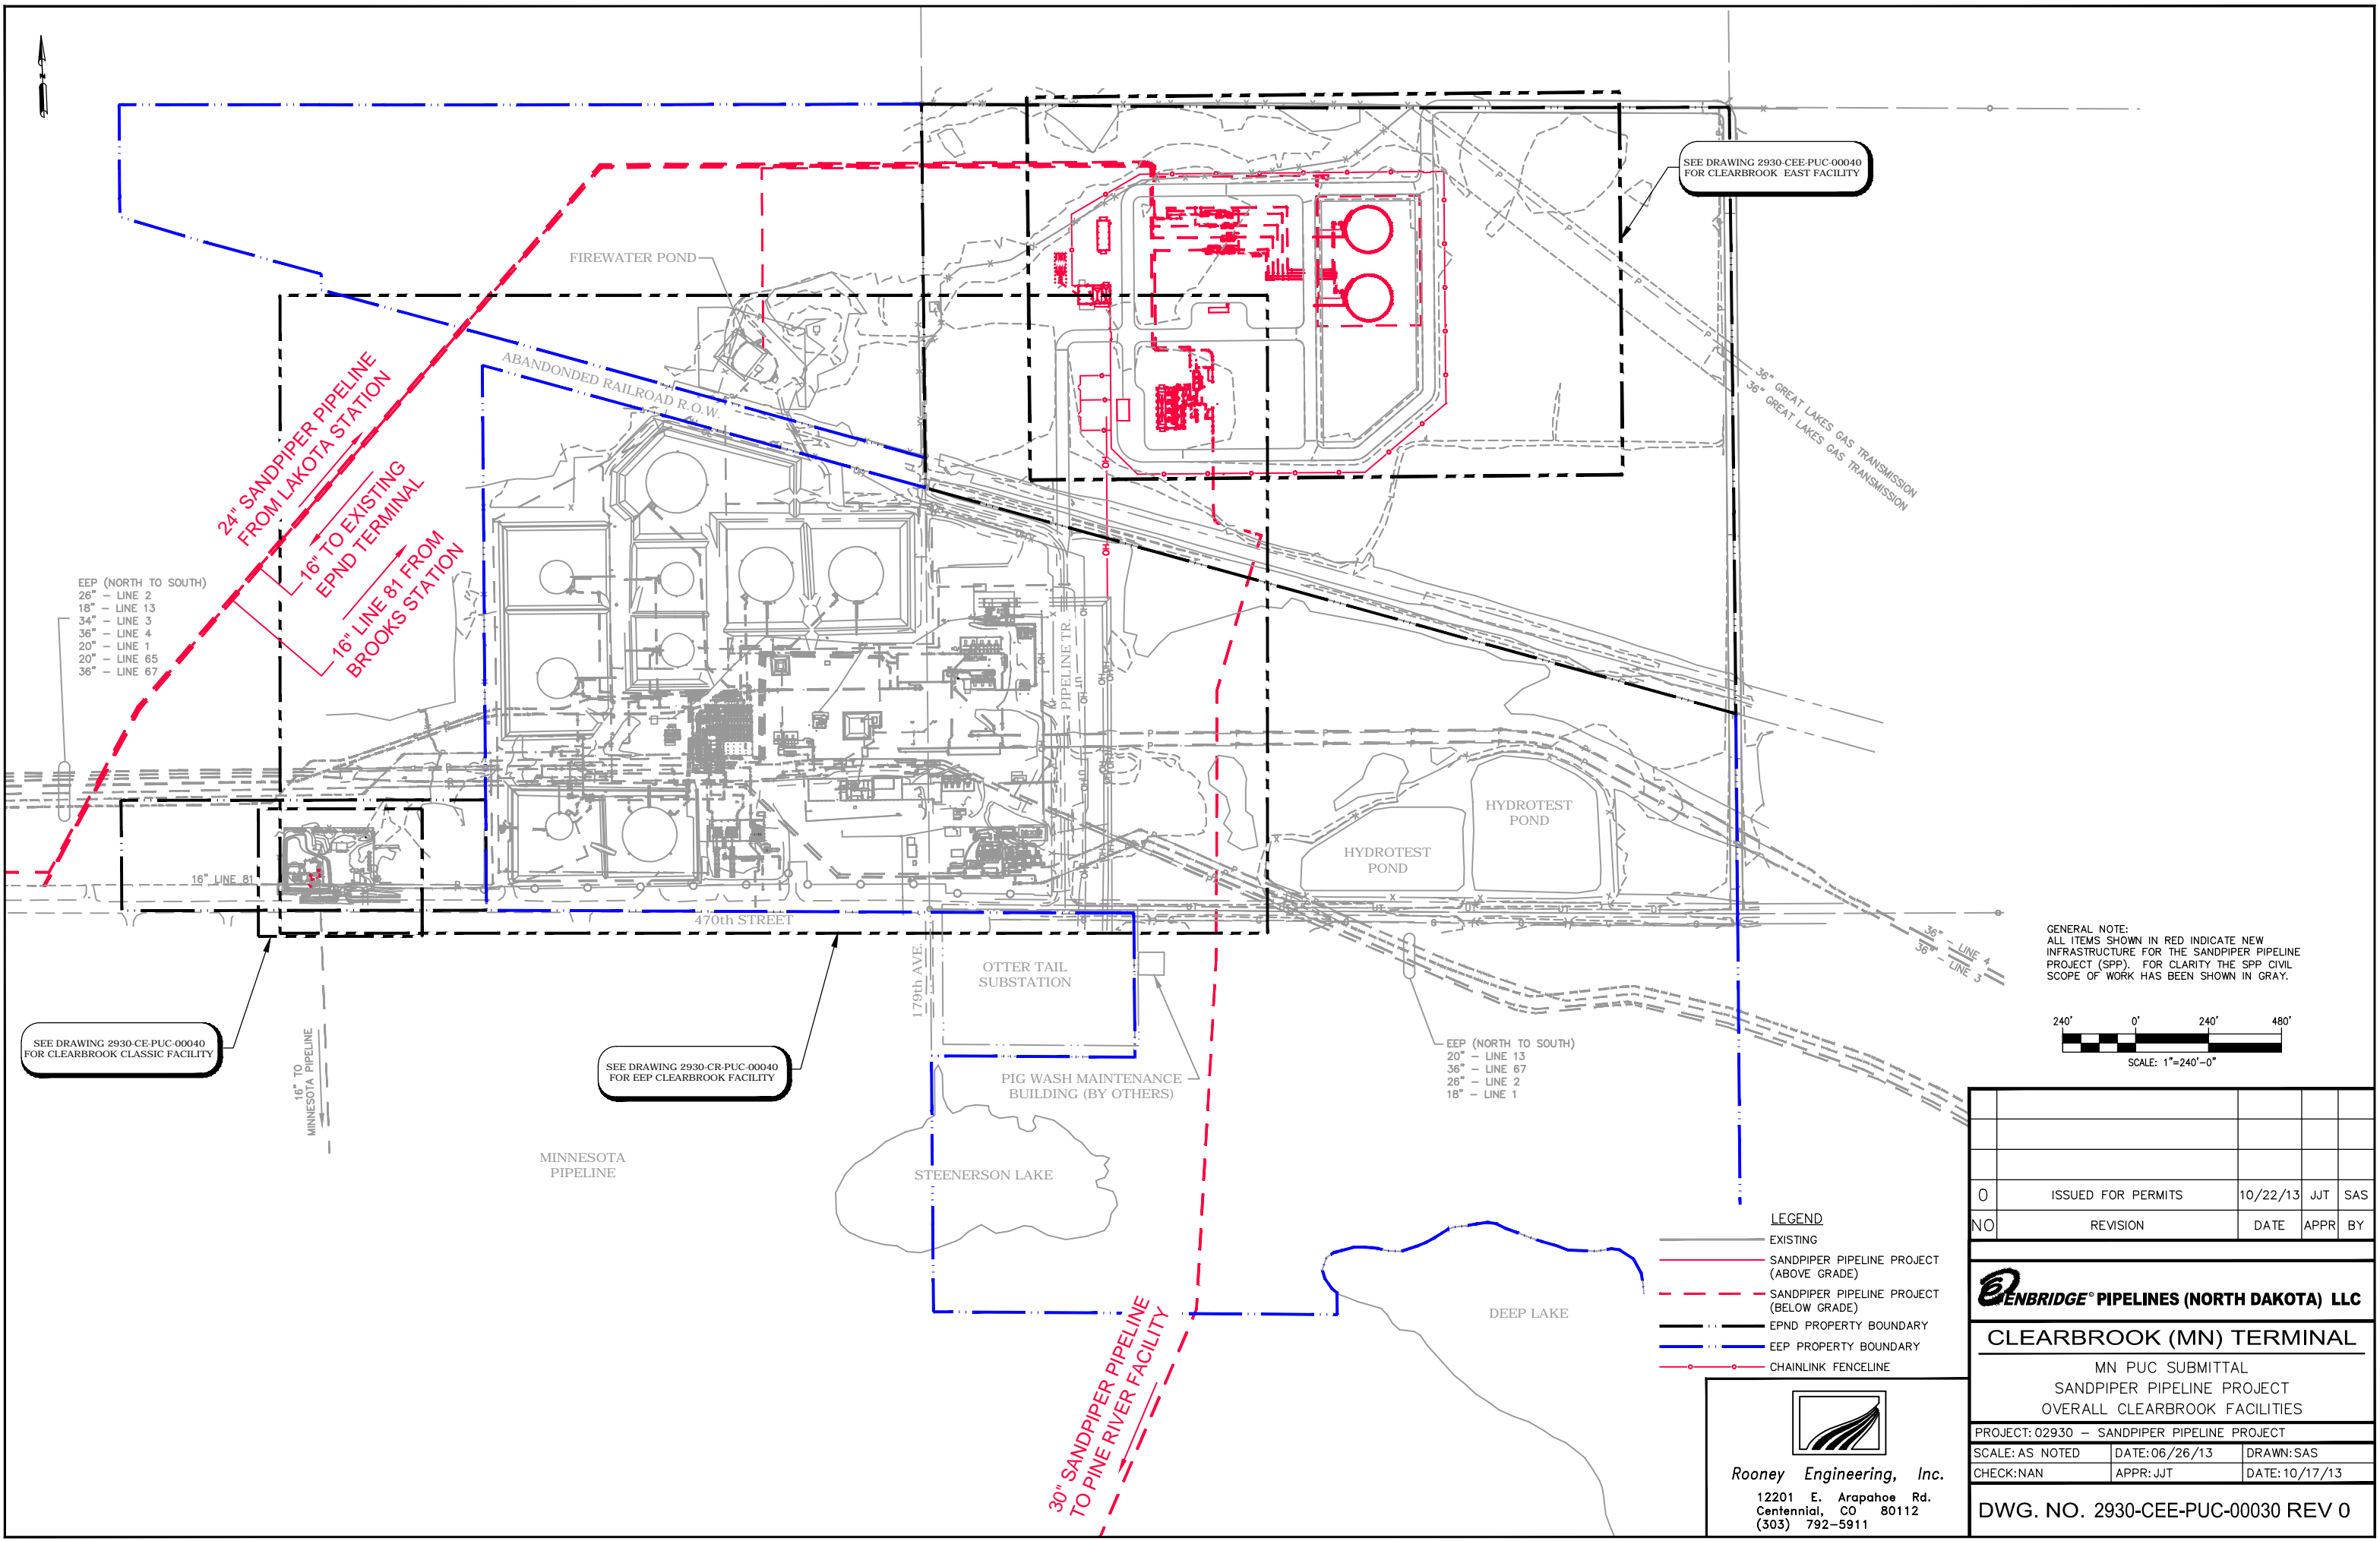 N
SEE DRAWING 2930-CEE-PUC-00040
FOR CLEARBROOK EAST FACILITY
FIREWATER POND
ABANDONDED RAILROAD R.O.W.
24" SANDPIPER PIPELINE
FROM LAKOTA STATION
16" TO EXISTING
EPND TERMINAL
16" LINE 81 FROM
BROOKS STATION
36" GREAT LAKES GAS TRANSMISSION
36" GREAT LAKES GAS TRANSMISSION
EEP (NORTH TO SOUTH)
26" - LINE 2
18" - LINE 13
34" - LINE 3
36" - LINE 4
20" - LINE 1
20" - LINE 65
36" - LINE 67
PIPELINE TR.
HYDROTEST
POND
HYDROTEST
POND
16" LINE 81
470th STREET
179th AVE.
OTTER TAIL
SUBSTATION
36" - LINE 4
36" - LINE 3
GENERAL NOTE:
ALL ITEMS SHOWN IN RED INDICATE NEW
INFRASTRUCTURE FOR THE SANDPIPER PIPELINE
PROJECT (SPP). FOR CLARITY THE SPP CIVIL
SCOPE OF WORK HAS BEEN SHOWN IN GRAY.
240' 0' 240' 480'
SCALE: 1"=240'-0"
SEE DRAWING 2930-CE-PUC-00040
FOR CLEARBROOK CLASSIC FACILITY
SEE DRAWING 2930-CR-PUC-00040
FOR EEP CLEARBROOK FACILITY
16" TO
MINNESOTA PIPELINE
PIG WASH MAINTENANCE
BUILDING (BY OTHERS)
EEP (NORTH TO SOUTH)
20" - LINE 13
36" - LINE 67
26" - LINE 2
18" - LINE 1
MINNESOTA
PIPELINE
STEENERSON LAKE
DEEP LAKE
30" SANDPIPER PIPELINE
TO PINE RIVER FACILITY
LEGEND
EXISTING
SANDPIPER PIPELINE PROJECT
(ABOVE GRADE)
SANDPIPER PIPELINE PROJECT
(BELOW GRADE)
EPND PROPERTY BOUNDARY
EEP PROPERTY BOUNDARY
CHAINLINK FENCELINE
Rooney Engineering, Inc.
12201 E. Arapahoe Rd.
Centennial, CO 80112
(303) 792-5911
0 ISSUED FOR PERMITS 10/22/13 JJT SAS
NO REVISION DATE APPR BY
ENBRIDGE® PIPELINES (NORTH DAKOTA) LLC
CLEARBROOK (MN) TERMINAL
MN PUC SUBMITTAL
SANDPIPER PIPELINE PROJECT
OVERALL CLEARBROOK FACILITIES
PROJECT: 02930 - SANDPIPER PIPELINE PROJECT
SCALE: AS NOTED DATE: 06/26/13 DRAWN: SAS
CHECK: NAN APPR: JJT DATE: 10/17/13
DWG. NO. 2930-CEE-PUC-00030 REV 0